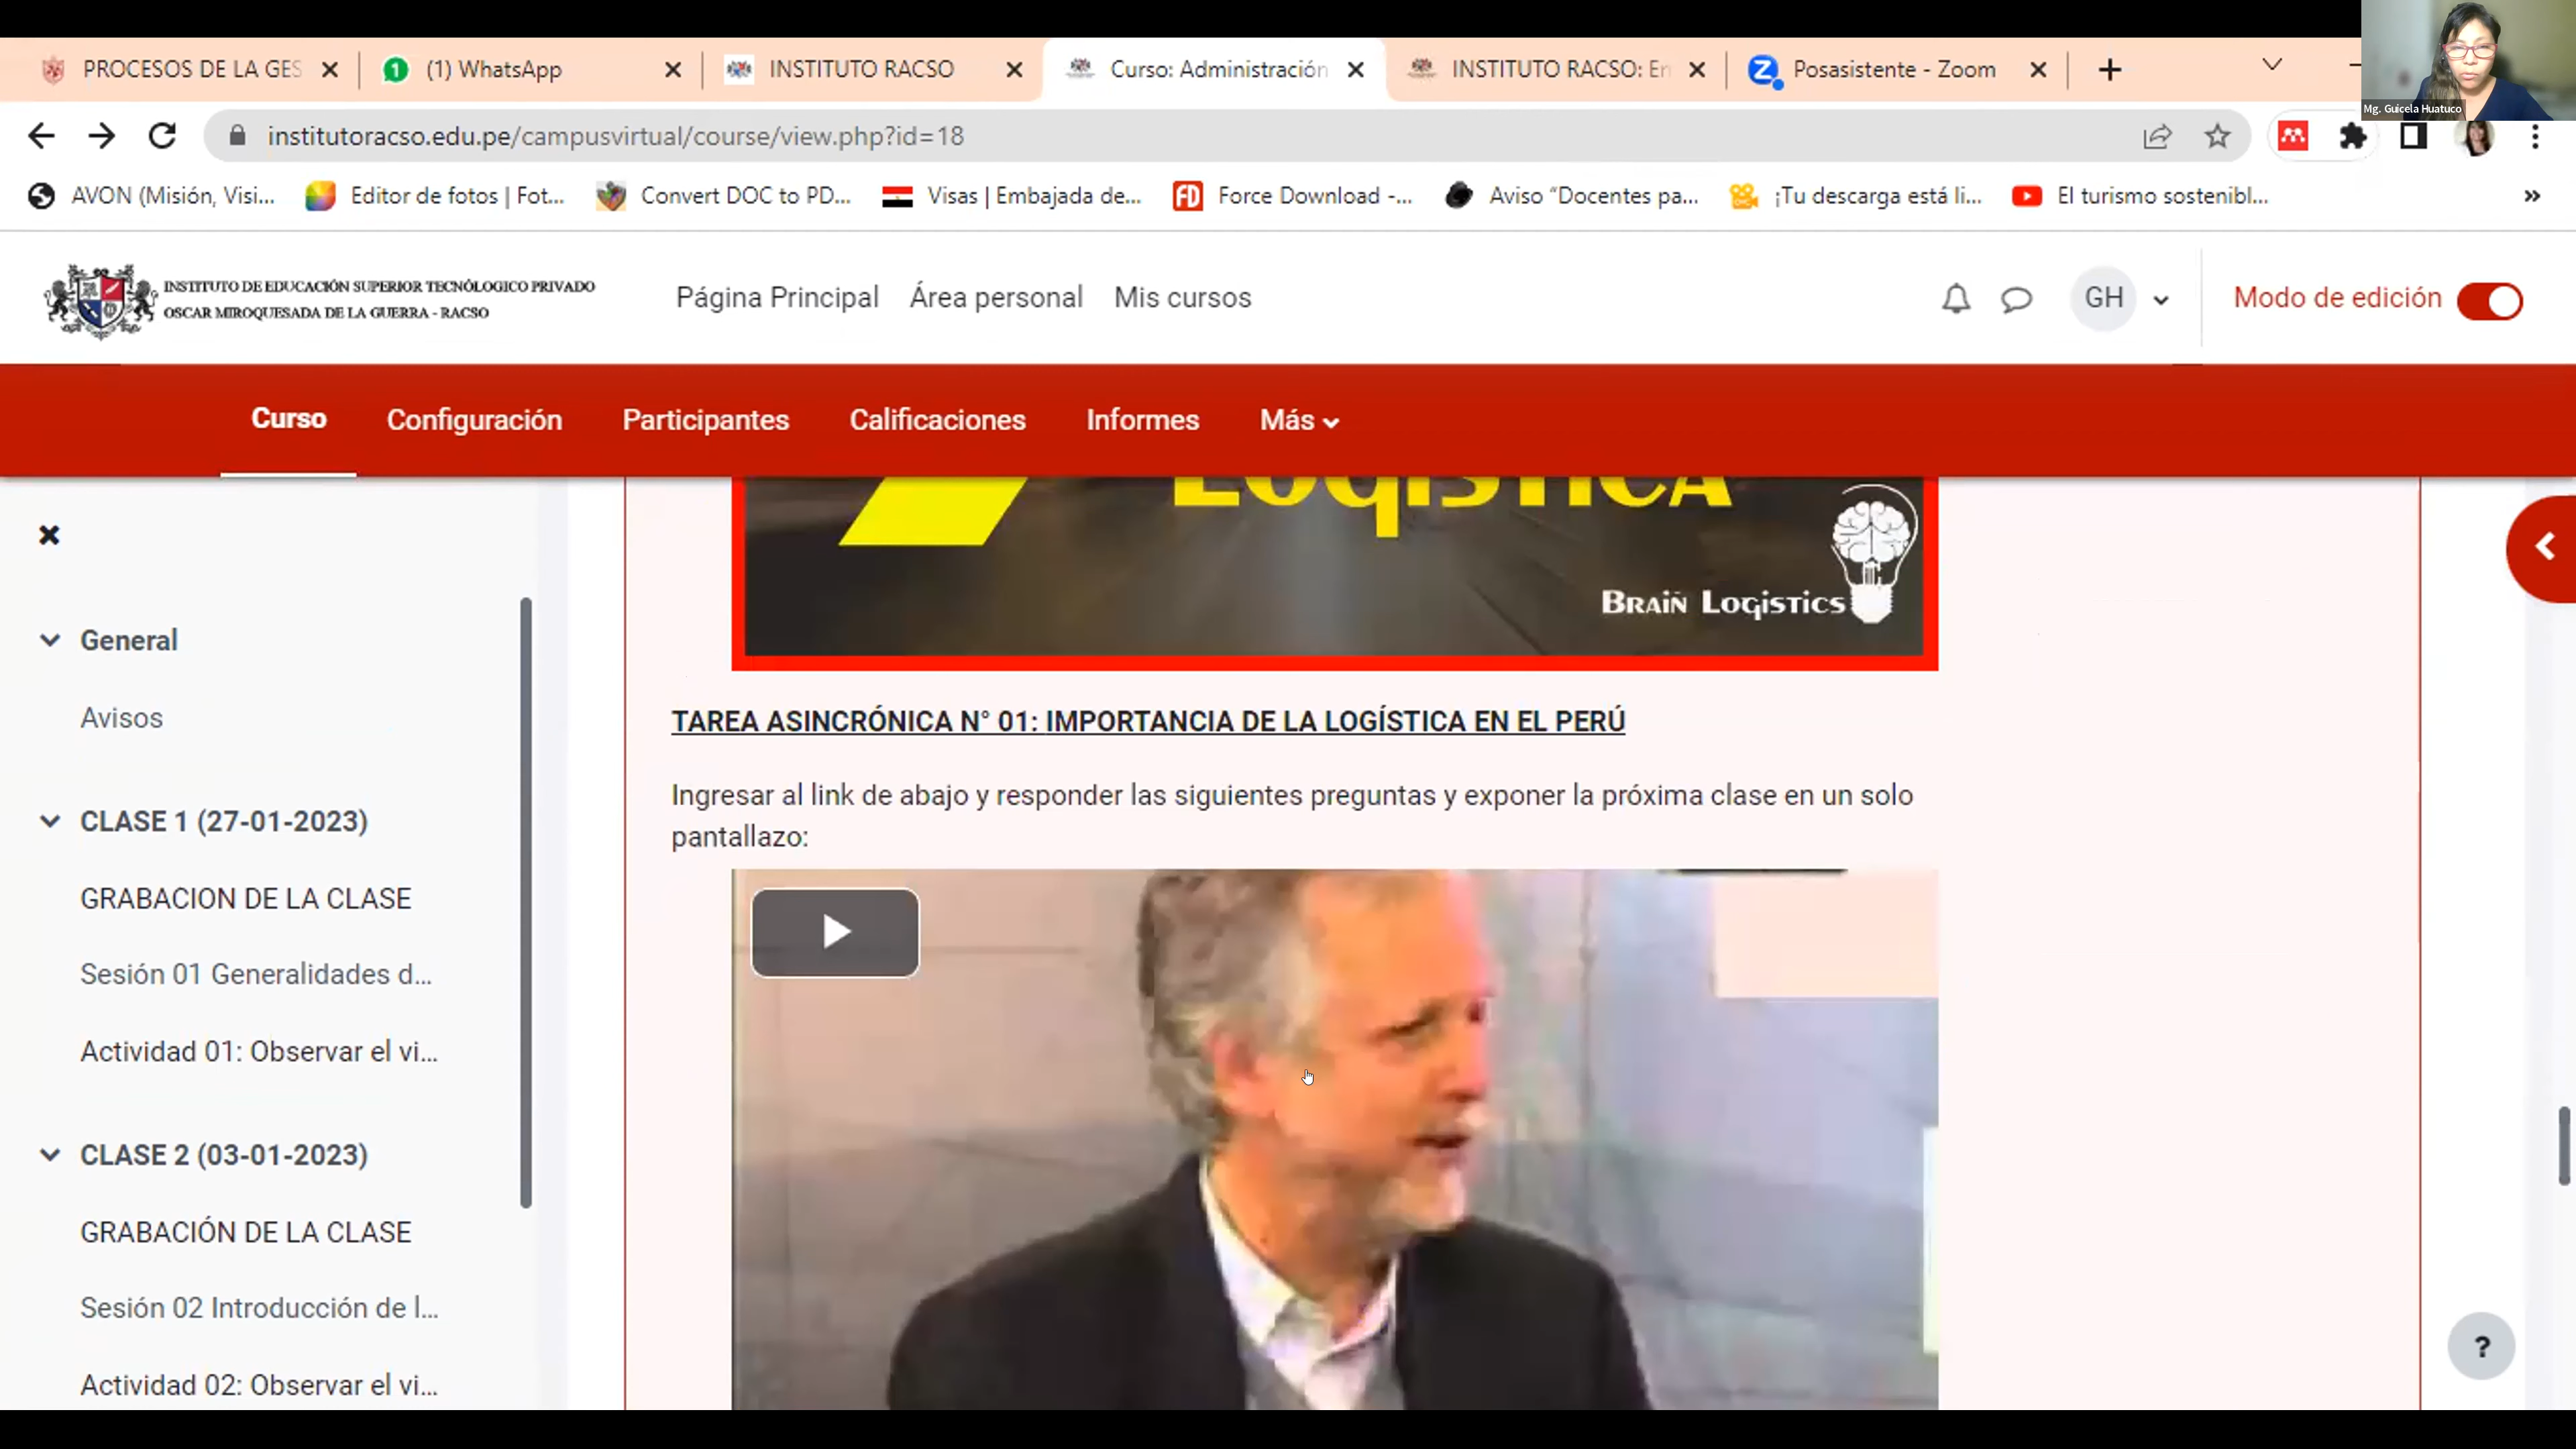 PROCESOS DE LA GES
(1) WhatsApp
INSTITUTO RACSO
Curso: Administración
INSTITUTO RACSO: En
Posasistente - Zoom
Mg. Guicela Huatuco
institutoracso.edu.pe/campusvirtual/course/view.php?id=18
AVON (Misión, Visi...
Editor de fotos | Fot...
Convert DOC to PD...
Visas | Embajada de...
FD
Force Download -...
Aviso “Docentes pa...
¡Tu descarga está li...
El turismo sostenibl...
INSTITUTO DE EDUCACIÓN SUPERIOR TECNÓLOGICO PRIVADO
OSCAR MIROQUESADA DE LA GUERRA - RACSO
Página Principal
Área personal
Mis cursos
GH
Modo de edición
Curso
Configuración
Participantes
Calificaciones
Informes
Más
General
Avisos
CLASE 1 (27-01-2023)
GRABACION DE LA CLASE
Sesión 01 Generalidades d...
Actividad 01: Observar el vi...
CLASE 2 (03-01-2023)
GRABACIÓN DE LA CLASE
Sesión 02 Introducción de l...
Actividad 02: Observar el vi...
LOGISTICA
BRAIN LOGISTICS
TAREA ASINCRÓNICA N° 01: IMPORTANCIA DE LA LOGÍSTICA EN EL PERÚ
Ingresar al link de abajo y responder las siguientes preguntas y exponer la próxima clase en un solo
pantallazo:
?